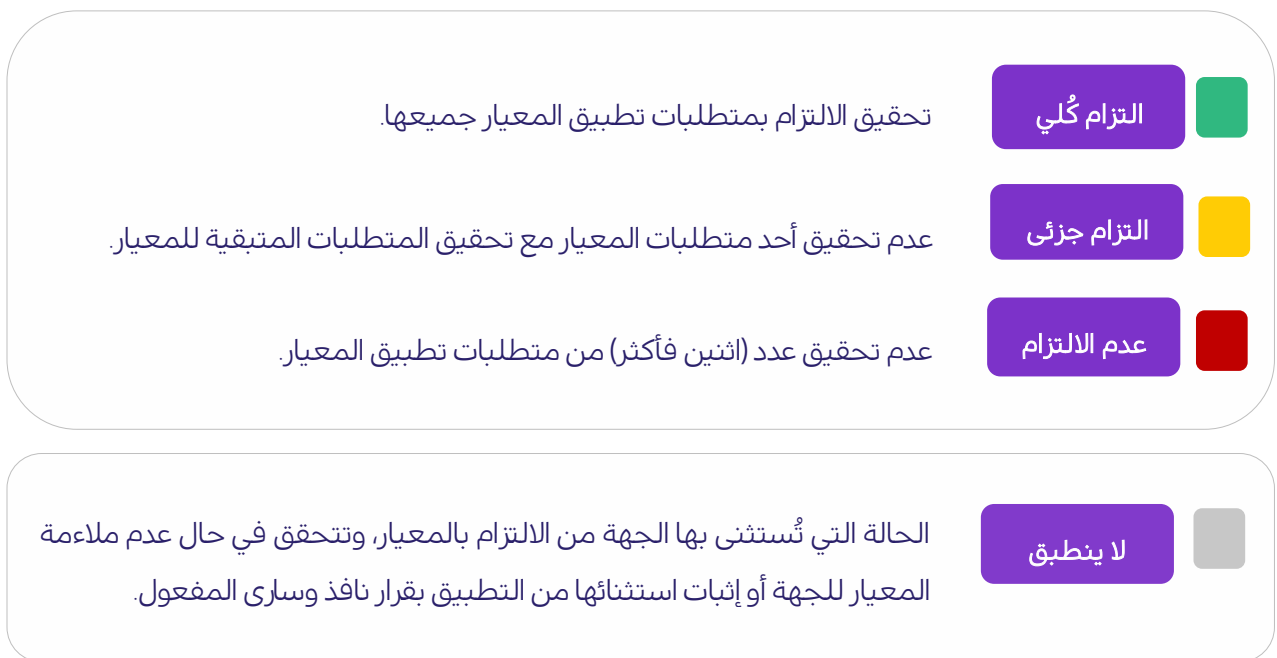 التزام كُلي
تحقيق الالتزام بمتطلبات تطبيق المعيار جميعها.
التزام جزئى
عدم تحقيق أحد متطلبات المعيار مع تحقيق المتطلبات المتبقية للمعيار.
عدم الالتزام
عدم تحقيق عدد (اثنين فأكثر) من متطلبات تطبيق المعيار.
لا ينطبق
الحالة التي تُستثنى بها الجهة من الالتزام بالمعيار، وتتحقق في حال عدم ملاءمة
المعيار للجهة أو إثبات استثنائها من التطبيق بقرار نافذ وسارى المفعول.